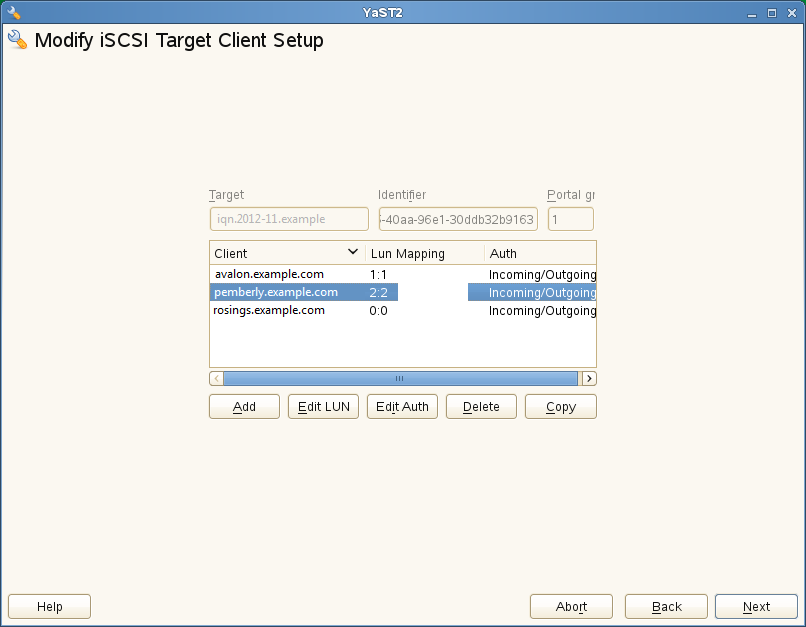 YaST2
Modify iSCSI Target Client Setup
Target Identifier Portal gr
iqn.2012-11.example -40aa-96e1-30ddb32b9163 1
Client Lun Mapping Auth
avalon.example.com 1:1 Incoming/Outgoing
pemberly.example.com 2:2 Incoming/Outgoing
rosings.example.com 0:0 Incoming/Outgoing
Add Edit LUN Edit Auth Delete Copy
Help Abort Back Next